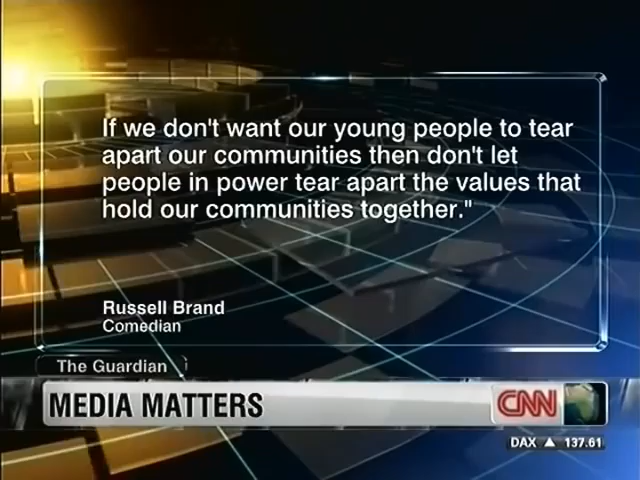 If we don't want our young people to tear
apart our communities then don't let
people in power tear apart the values that
hold our communities together."
Russell Brand
Comedian
The Guardian
MEDIA MATTERS
CNN
DAX ▲ 137.61